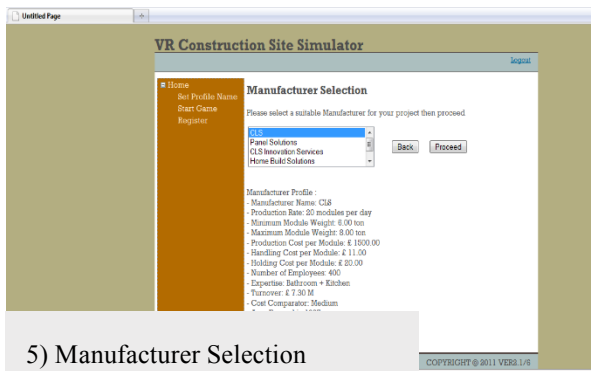 Untitled Page
VR Construction Site Simulator
Logout
Home
Set Profile Name
Start Game
Register
Manufacturer Selection
Please select a suitable Manufacturer for your project then proceed
CLS
Panel Solutions
CLS Innovation Services
Home Build Solutions
Back
Proceed
Manufacturer Profile :
- Manufacturer Name: CLS
- Production Rate: 20 modules per day
- Minimum Module Weight: 6.00 ton
- Maximum Module Weight: 8.00 ton
- Production Cost per Module: £ 1500.00
- Handling Cost per Module: £ 11.00
- Holding Cost per Module: £ 20.00
- Number of Employees: 400
- Expertise: Bathroom + Kitchen
- Turnover: £ 7.30 M
- Cost Comparator: Medium
5) Manufacturer Selection
COPYRIGHT @ 2011 VER2.1/6